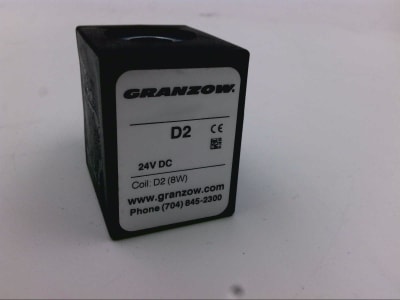 GRANZOW.
D2 CE
24V DC
Coil: D2 (8W)
www.granzow.com
Phone (704) 845-2300